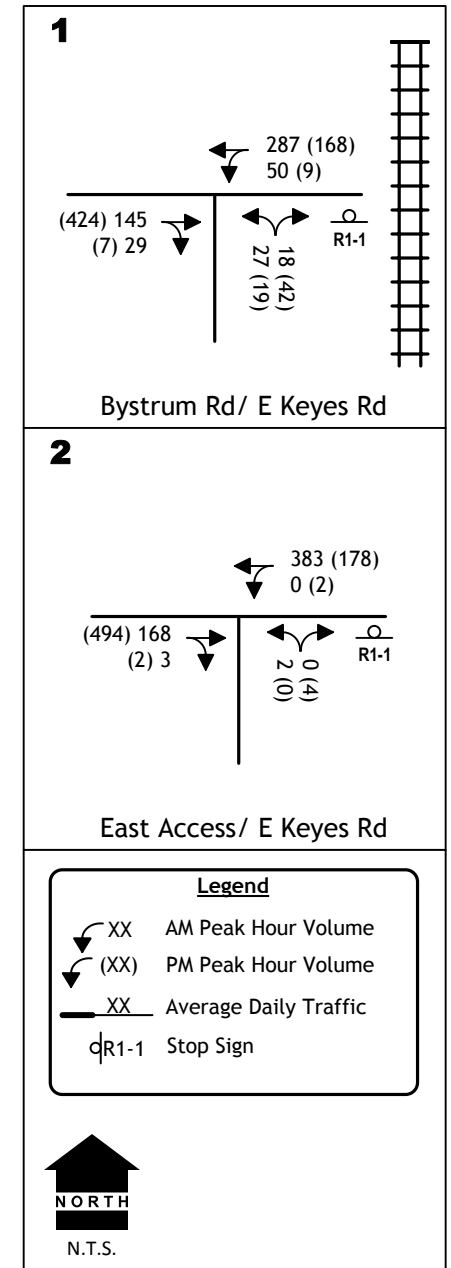 1
287 (168)
50 (9)
(424) 145
(7) 29
18 (42)
27 (19)
R1-1
Bystrum Rd/ E Keyes Rd
2
383 (178)
0 (2)
(494) 168
(2) 3
0 (4)
2 (0)
R1-1
East Access/ E Keyes Rd
Legend
XX AM Peak Hour Volume
(XX) PM Peak Hour Volume
XX Average Daily Traffic
R1-1 Stop Sign
NORTH
N.T.S.